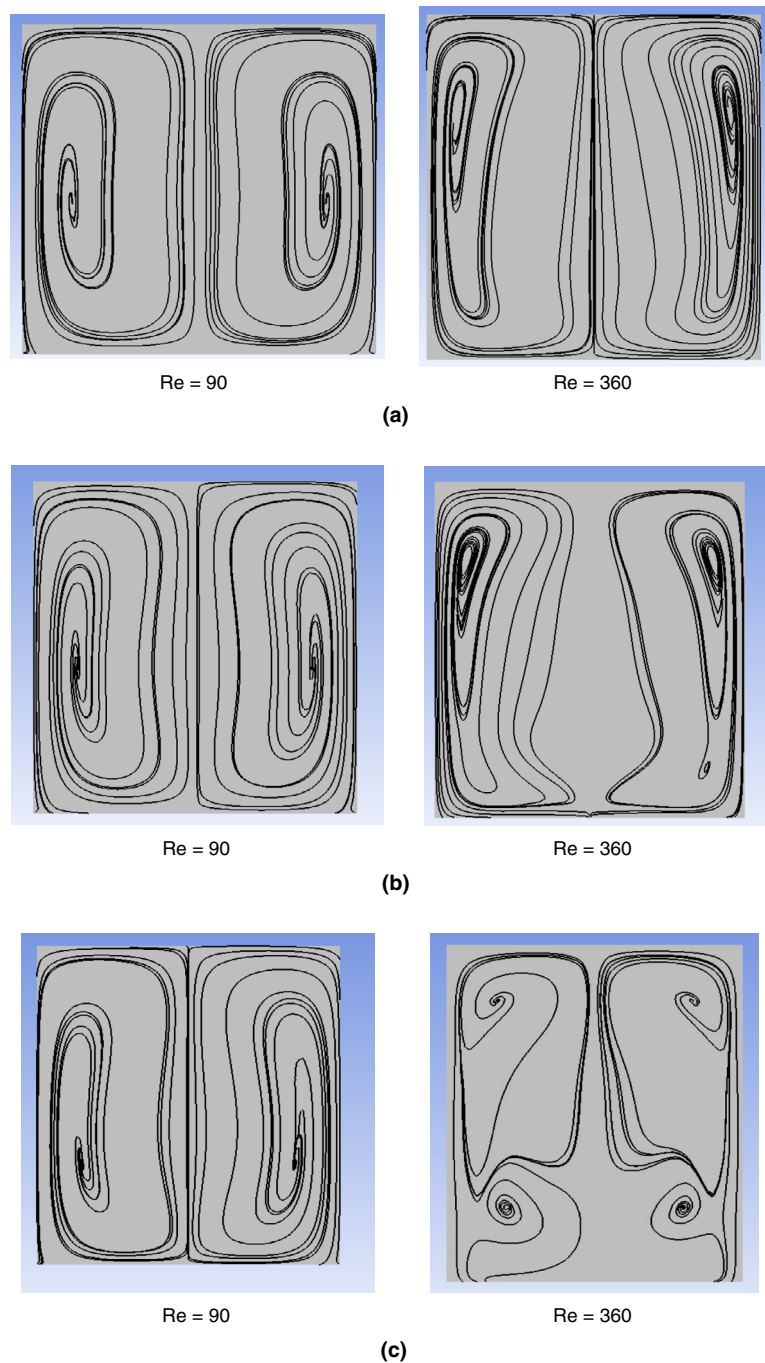 Re = 90
Re = 360
(a)
Re = 90
Re = 360
(b)
Re = 90
Re = 360
(c)